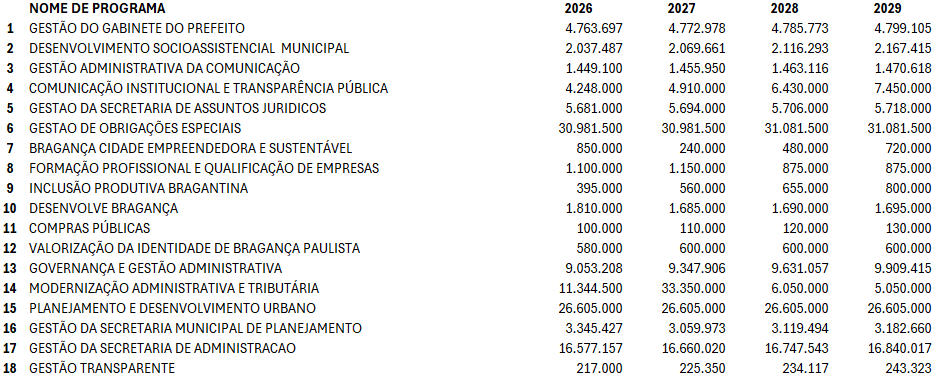 NOME DE PROGRAMA 2026 2027 2028 2029
1 GESTÃO DO GABINETE DO PREFEITO 4.763.697 4.772.978 4.785.773 4.799.105
2 DESENVOLVIMENTO SOCIOASSISTENCIAL MUNICIPAL 2.037.487 2.069.661 2.116.293 2.167.415
3 GESTÃO ADMINISTRATIVA DA COMUNICAÇÃO 1.449.100 1.455.950 1.463.116 1.470.618
4 COMUNICAÇÃO INSTITUCIONAL E TRANSPARÊNCIA PÚBLICA 4.248.000 4.910.000 6.430.000 7.450.000
5 GESTAO DA SECRETARIA DE ASSUNTOS JURIDICOS 5.681.000 5.694.000 5.706.000 5.718.000
6 GESTAO DE OBRIGAÇÕES ESPECIAIS 30.981.500 30.981.500 31.081.500 31.081.500
7 BRAGANÇA CIDADE EMPREENDEDORA E SUSTENTÁVEL 850.000 240.000 480.000 720.000
8 FORMAÇÃO PROFISSIONAL E QUALIFICAÇÃO DE EMPRESAS 1.100.000 1.150.000 875.000 875.000
9 INCLUSÃO PRODUTIVA BRAGANTINA 395.000 560.000 655.000 800.000
10 DESENVOLVE BRAGANÇA 1.810.000 1.685.000 1.690.000 1.695.000
11 COMPRAS PÚBLICAS 100.000 110.000 120.000 130.000
12 VALORIZAÇÃO DA IDENTIDADE DE BRAGANÇA PAULISTA 580.000 600.000 600.000 600.000
13 GOVERNANÇA E GESTÃO ADMINISTRATIVA 9.053.208 9.347.906 9.631.057 9.909.415
14 MODERNIZAÇÃO ADMINISTRATIVA E TRIBUTÁRIA 11.344.500 33.350.000 6.050.000 5.050.000
15 PLANEJAMENTO E DESENVOLVIMENTO URBANO 26.605.000 26.605.000 26.605.000 26.605.000
16 GESTÃO DA SECRETARIA MUNICIPAL DE PLANEJAMENTO 3.345.427 3.059.973 3.119.494 3.182.660
17 GESTÃO DA SECRETARIA DE ADMINISTRACAO 16.577.157 16.660.020 16.747.543 16.840.017
18 GESTÃO TRANSPARENTE 217.000 225.350 234.117 243.323